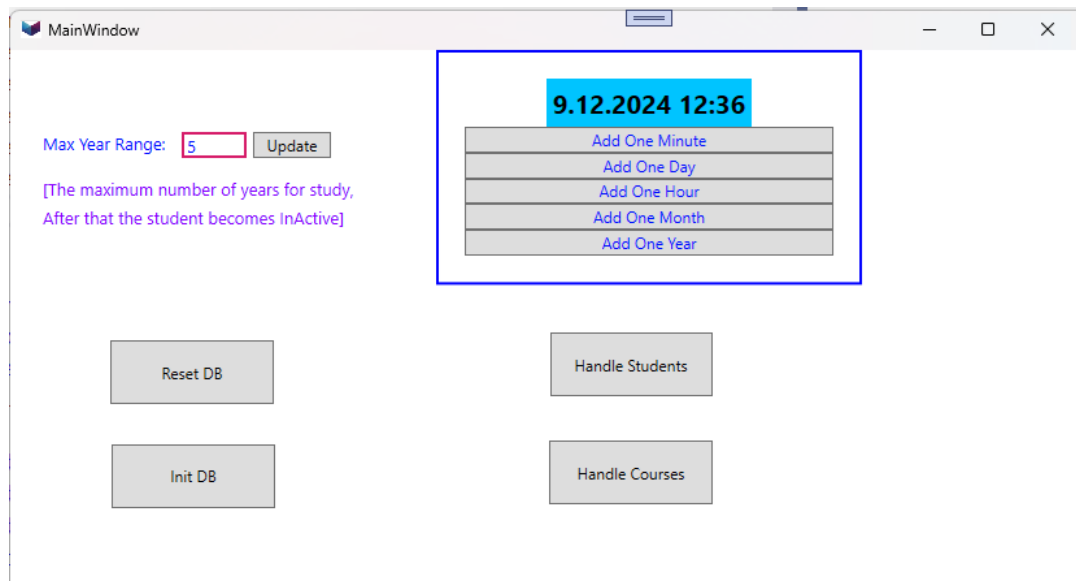 MainWindow
Max Year Range: 5 Update
[The maximum number of years for study,
After that the student becomes InActive]
9.12.2024 12:36
Add One Minute
Add One Day
Add One Hour
Add One Month
Add One Year
Reset DB
Handle Students
Init DB
Handle Courses